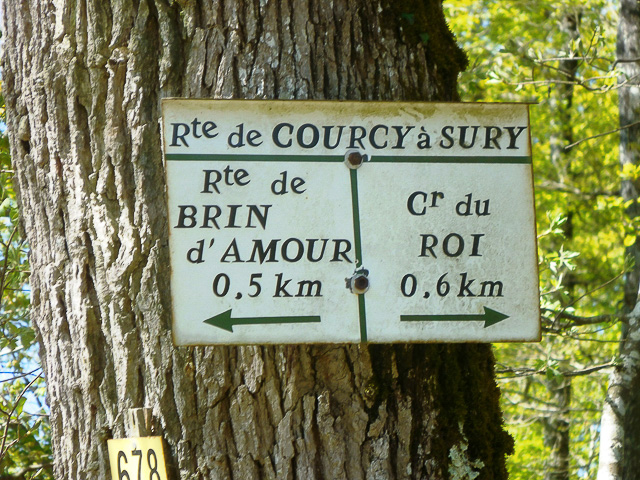 Rte de COURCY à SURY
Rte de
BRIN
d'AMOUR
0,5 km
Cr du
ROI
0,6 km
678